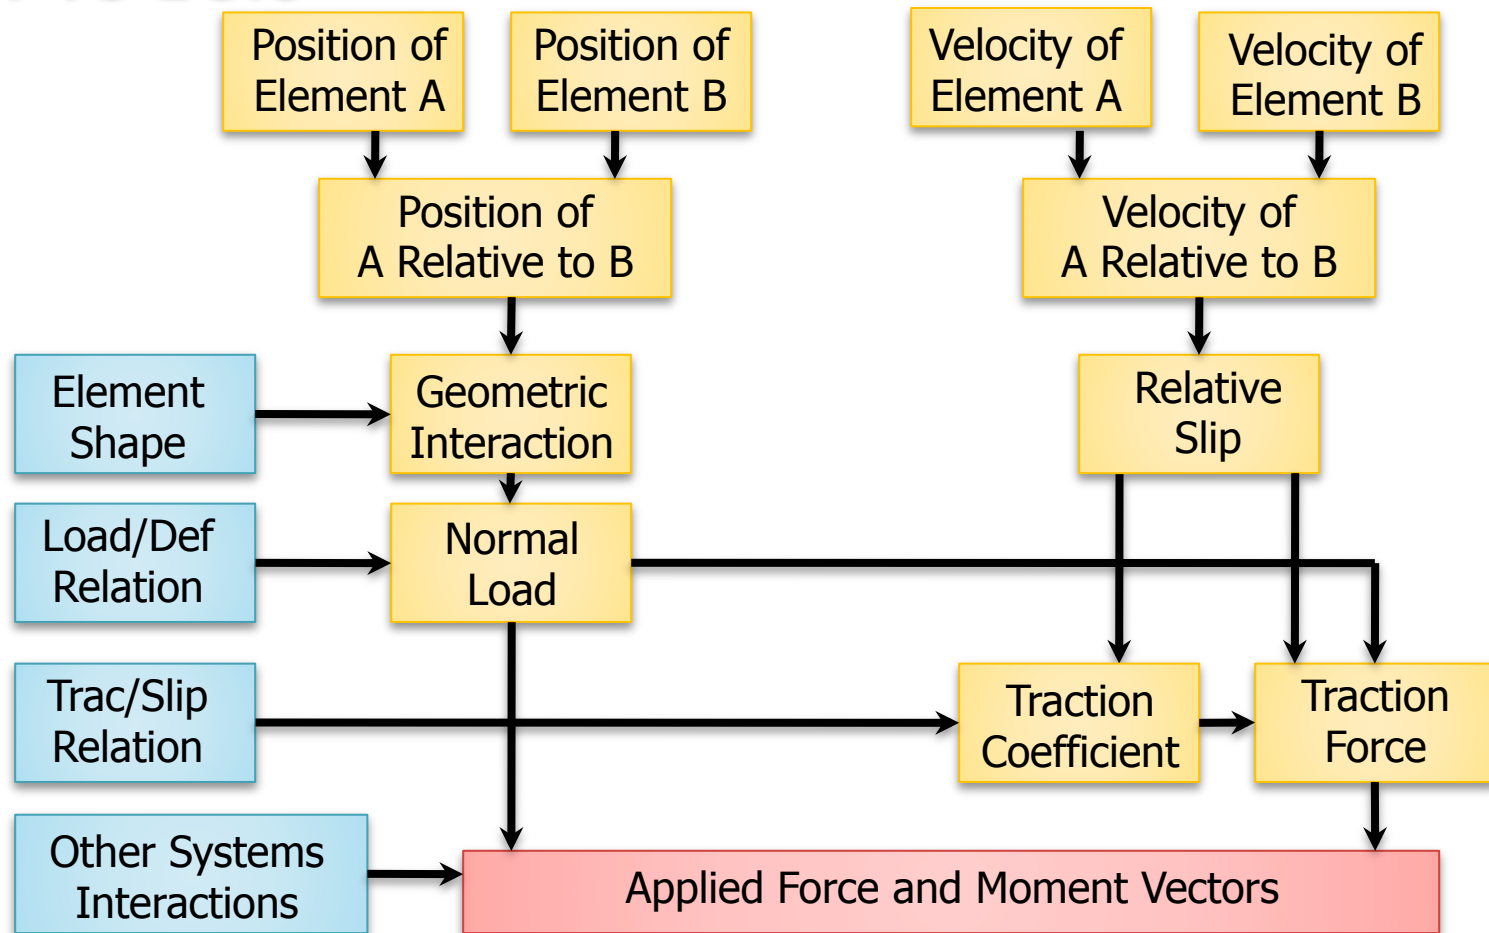 Position of
Element A
Position of
Element B
Velocity of
Element A
Velocity of
Element B
Position of
A Relative to B
Velocity of
A Relative to B
Element
Shape
Geometric
Interaction
Relative
Slip
Load/Def
Relation
Normal
Load
Trac/Slip
Relation
Traction
Coefficient
Traction
Force
Other Systems
Interactions
Applied Force and Moment Vectors